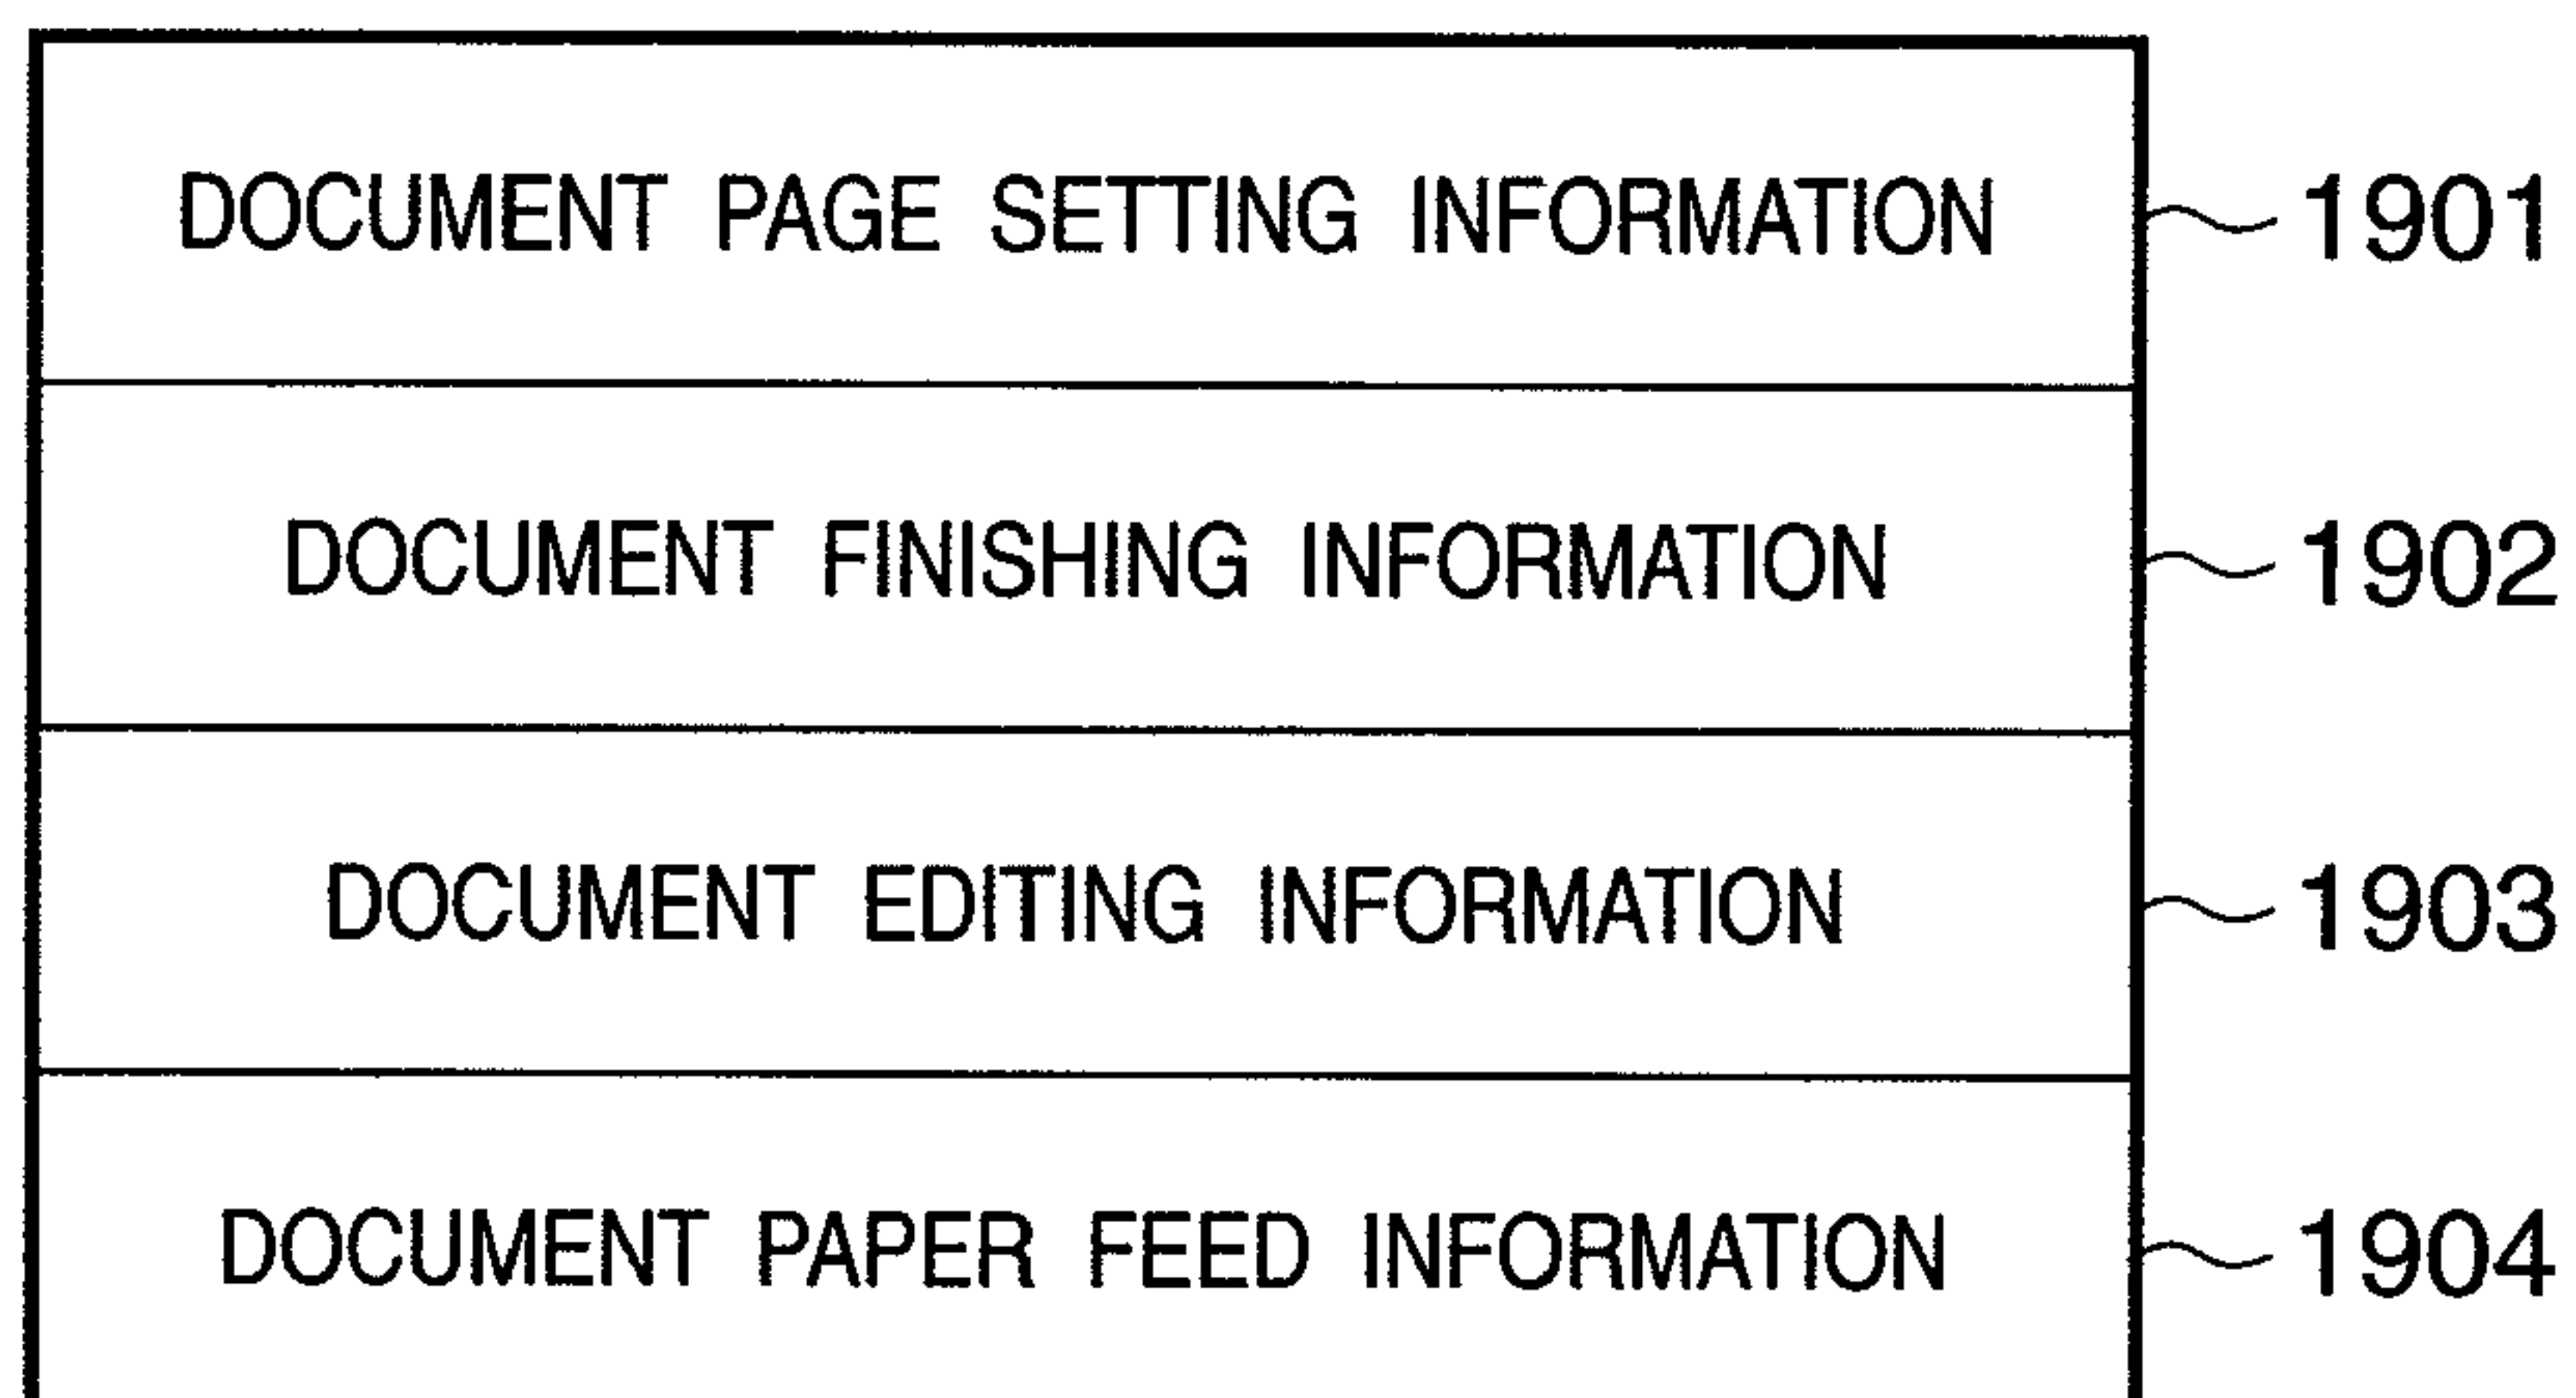 DOCUMENT PAGE SETTING INFORMATION 1901
DOCUMENT FINISHING INFORMATION 1902
DOCUMENT EDITING INFORMATION 1903
DOCUMENT PAPER FEED INFORMATION 1904